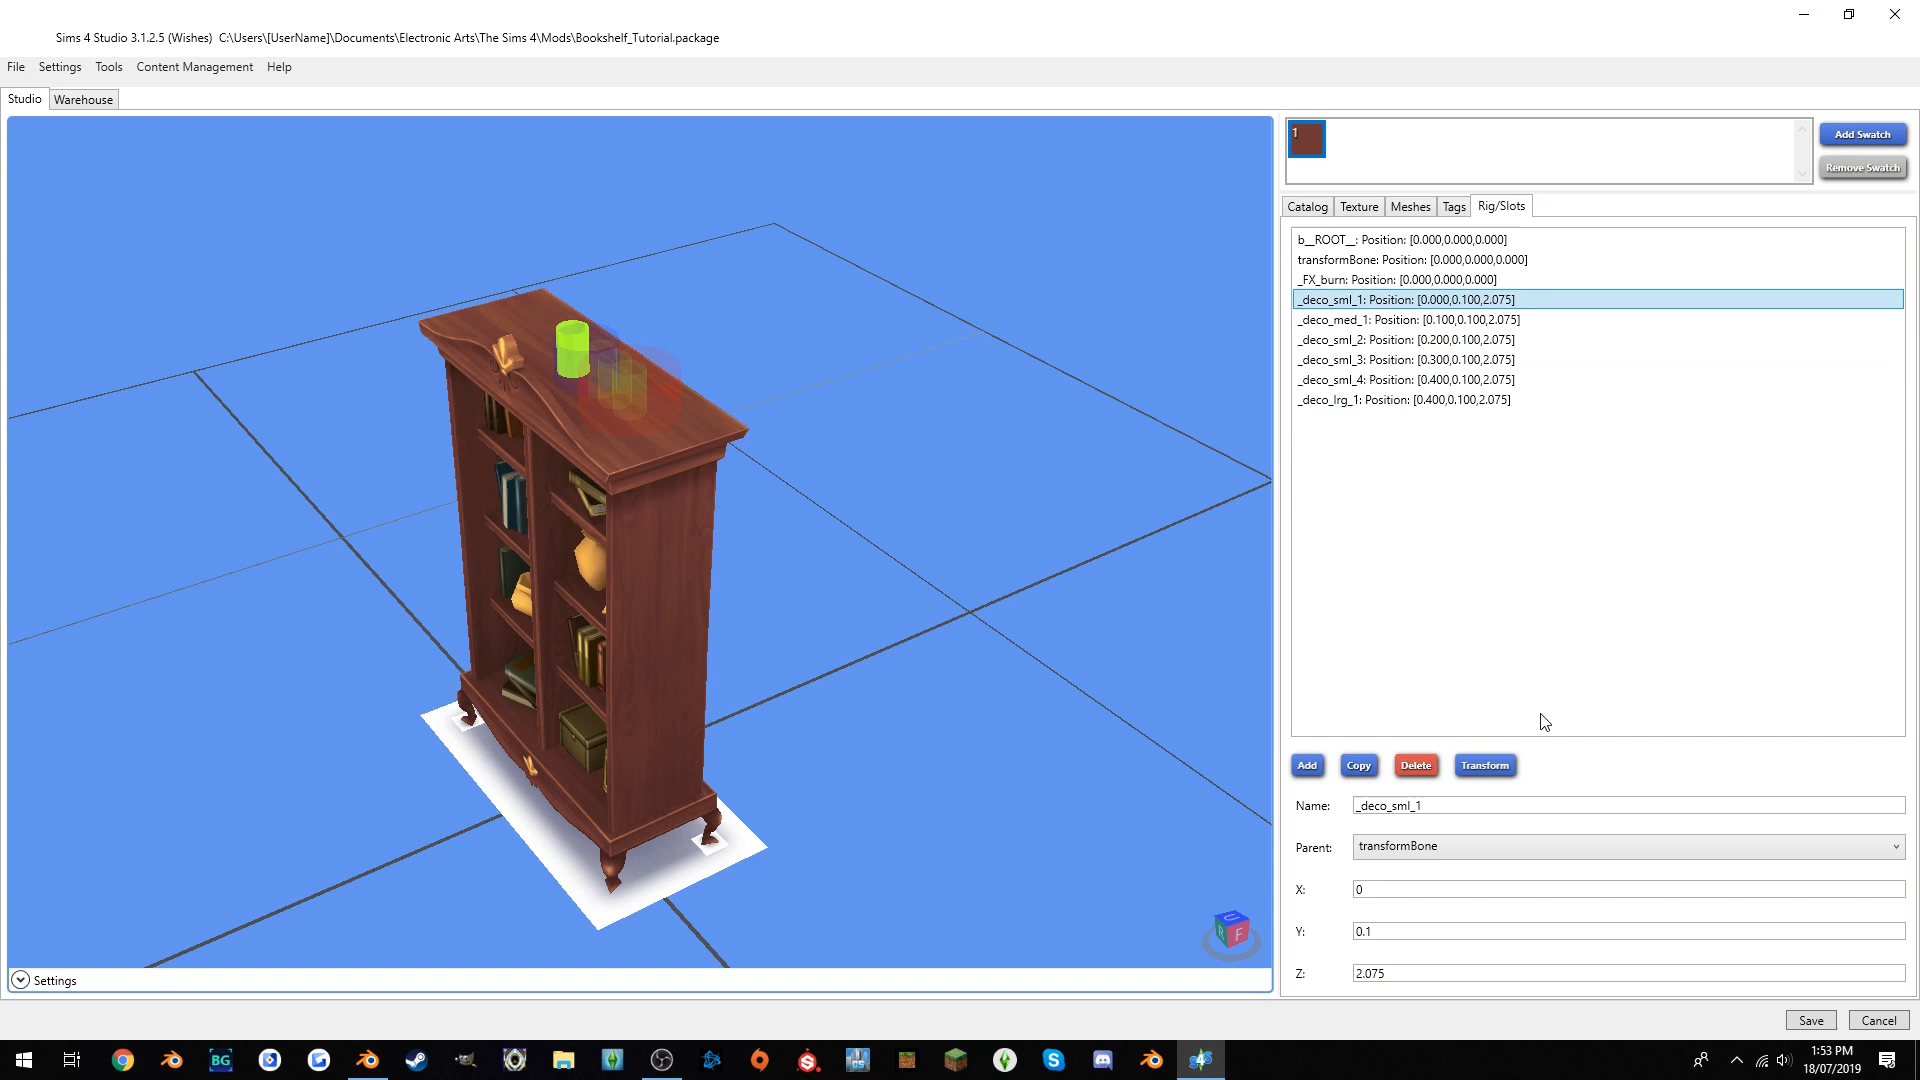 Sims 4 Studio 3.1.2.5 (Wishes)  C:\Users\[UserName]\Documents\Electronic Arts\The Sims 4\Mods\Bookshelf_Tutorial.package
File Settings Tools Content Management Help
Studio Warehouse
1
Add Swatch
Remove Swatch
Catalog Texture Meshes Tags Rig/Slots
b__ROOT__: Position: [0.000,0.000,0.000]
transformBone: Position: [0.000,0.000,0.000]
_FX_burn: Position: [0.000,0.000,0.000]
_deco_sml_1: Position: [0.000,0.100,2.075]
_deco_med_1: Position: [0.100,0.100,2.075]
_deco_sml_2: Position: [0.200,0.100,2.075]
_deco_sml_3: Position: [0.300,0.100,2.075]
_deco_sml_4: Position: [0.400,0.100,2.075]
_deco_lrg_1: Position: [0.400,0.100,2.075]
Add Copy Delete Transform
Name: _deco_sml_1
Parent: transformBone
X: 0
Y: 0.1
Z: 2.075
U
R F
Settings
Save Cancel
BG
CS
S
4
1:53 PM
18/07/2019